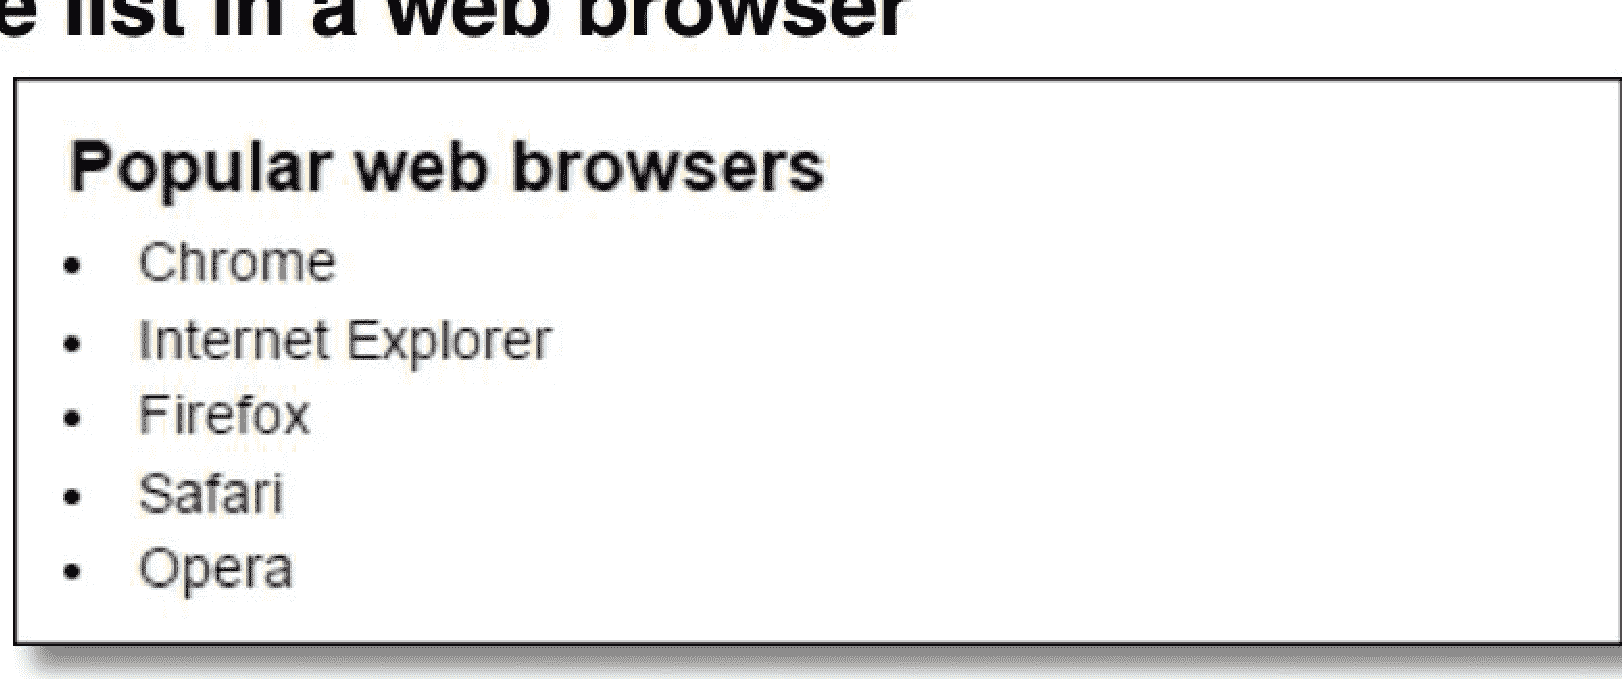 e list in a web browser
Popular web browsers
• Chrome
• Internet Explorer
• Firefox
• Safari
• Opera